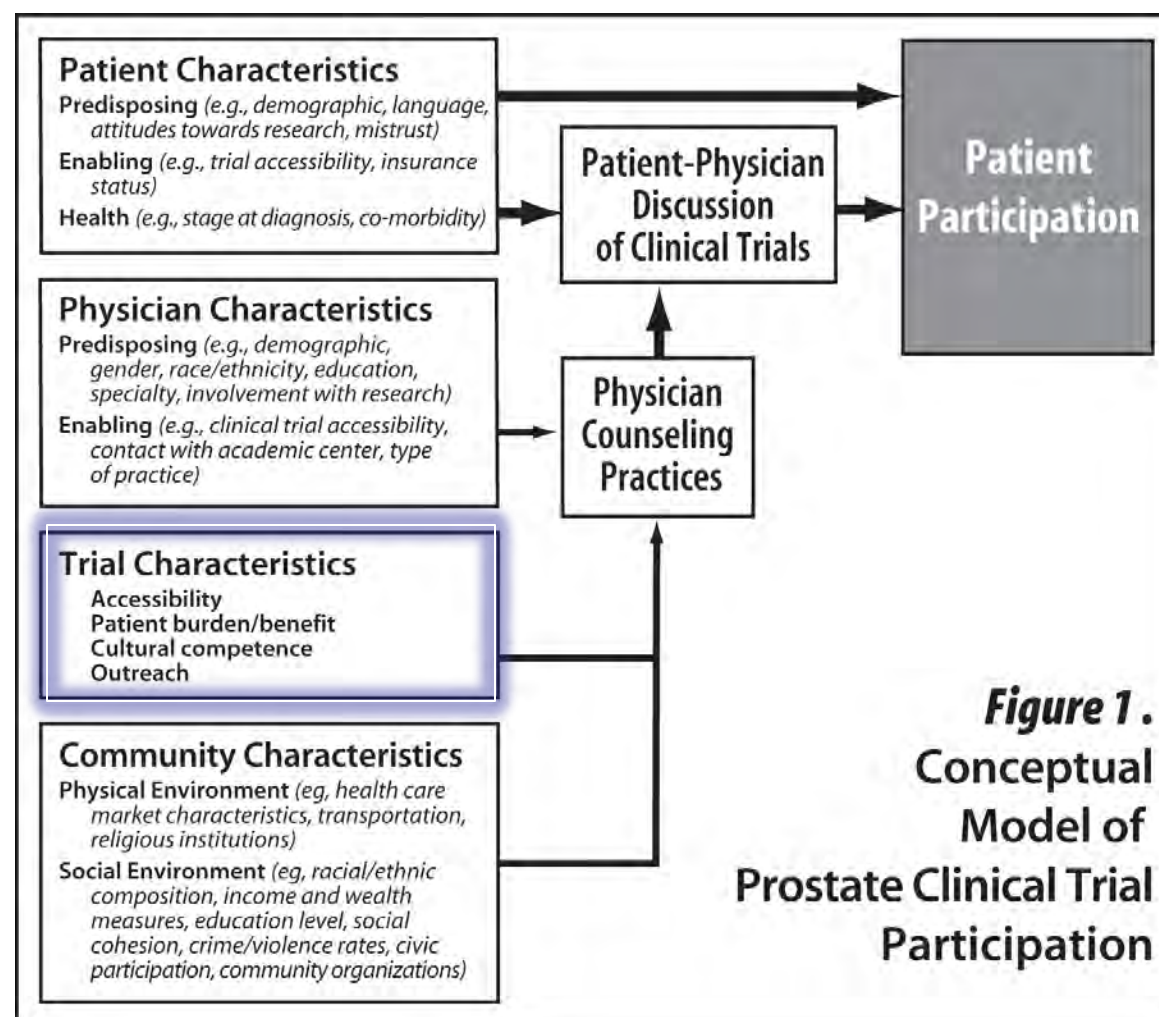 Patient Characteristics
Predisposing (e.g., demographic, language,
attitudes towards research, mistrust)
Enabling (e.g., trial accessibility, insurance
status)
Health (e.g., stage at diagnosis, co-morbidity)
Patient-Physician
Discussion
of Clinical Trials
Patient
Participation
Physician Characteristics
Predisposing (e.g., demographic,
gender, race/ethnicity, education,
specialty, involvement with research)
Enabling (e.g., clinical trial accessibility,
contact with academic center, type
of practice)
Physician
Counseling
Practices
Trial Characteristics
Accessibility
Patient burden/benefit
Cultural competence
Outreach
Community Characteristics
Physical Environment (eg, health care
market characteristics, transportation,
religious institutions)
Social Environment (eg, racial/ethnic
composition, income and wealth
measures, education level, social
cohesion, crime/violence rates, civic
participation, community organizations)
Figure 1 .
Conceptual
Model of
Prostate Clinical Trial
Participation